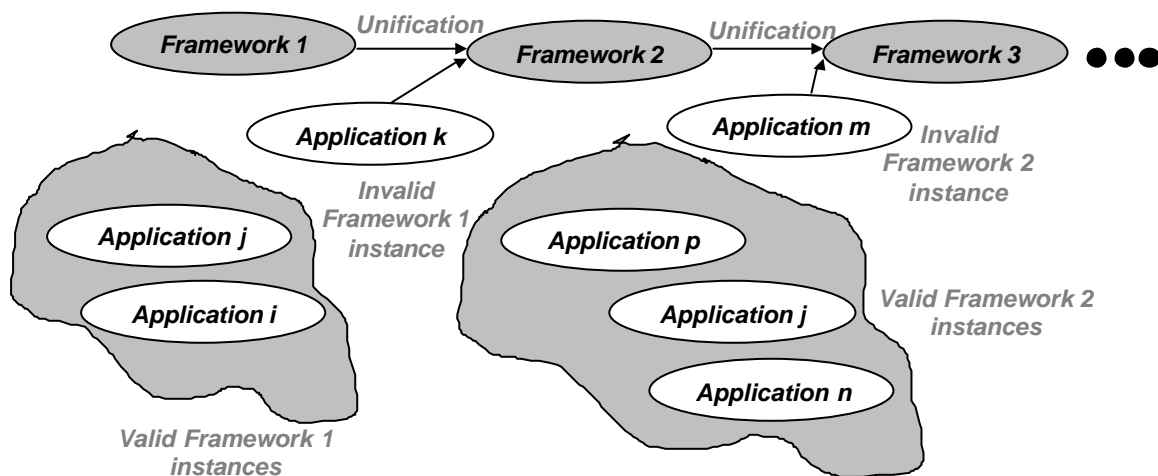 Unification
Unification
Framework 1
Framework 2
Framework 3
Application k
Application m
Invalid
Framework 2
instance
Invalid
Framework 1
instance
Application j
Application i
Application p
Application j
Application n
Valid Framework 2
instances
Valid Framework 1
instances